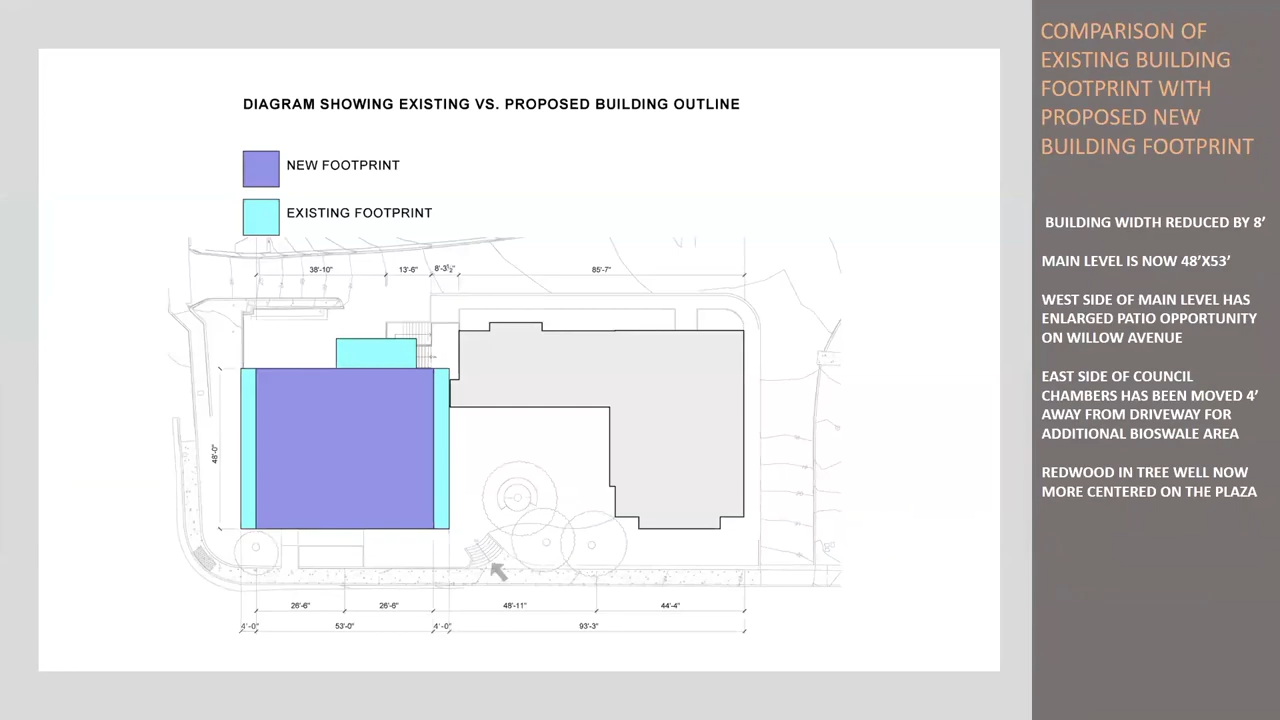 COMPARISON OF
EXISTING BUILDING
FOOTPRINT WITH
PROPOSED NEW
BUILDING FOOTPRINT
BUILDING WIDTH REDUCED BY 8’
MAIN LEVEL IS NOW 48’X53’
WEST SIDE OF MAIN LEVEL HAS
ENLARGED PATIO OPPORTUNITY
ON WILLOW AVENUE
EAST SIDE OF COUNCIL
CHAMBERS HAS BEEN MOVED 4’
AWAY FROM DRIVEWAY FOR
ADDITIONAL BIOSWALE AREA
REDWOOD IN TREE WELL NOW
MORE CENTERED ON THE PLAZA
DIAGRAM SHOWING EXISTING VS. PROPOSED BUILDING OUTLINE
NEW FOOTPRINT
EXISTING FOOTPRINT
38'-10" 13'-6" 8'-3½" 85'-7"
48'-0"
26'-6" 26'-6" 48'-11" 44'-4"
4'-0" 53'-0" 4'-0" 93'-3"